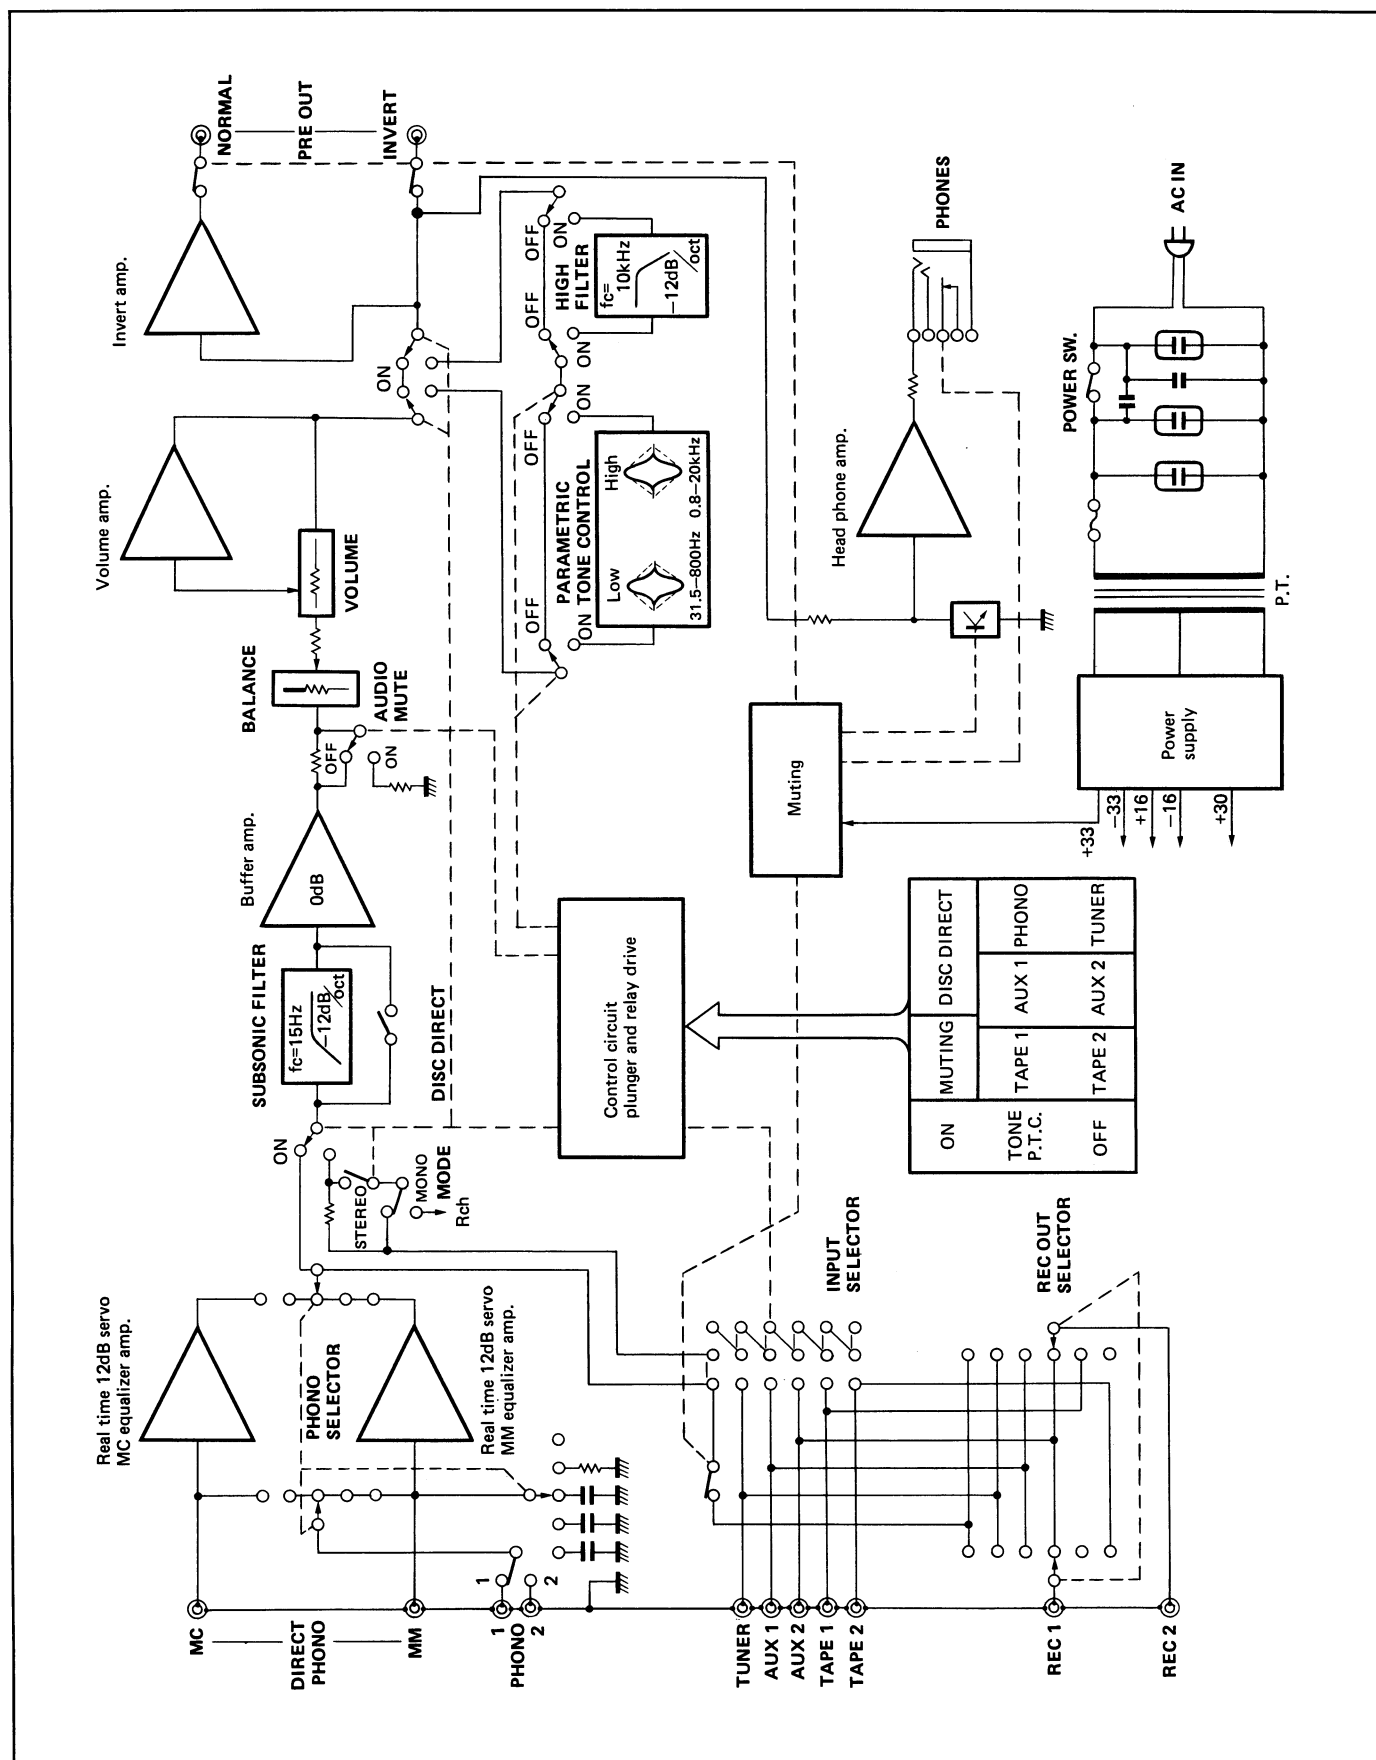 Real time 12dB servo
MC equalizer amp.
PHONO
SELECTOR
Real time 12dB servo
MM equalizer amp.
MC
DIRECT
PHONO
MM
1
2
1
PHONO
2
ON
STEREO
MONO
MODE
Rch
SUBSONIC FILTER
fc=15Hz
−12dB/oct
DISC DIRECT
Buffer amp.
0dB
OFF
ON
AUDIO
MUTE
BALANCE
VOLUME
Volume amp.
Invert amp.
ON
NORMAL
PRE OUT
INVERT
OFF
ON
PARAMETRIC
TONE CONTROL
OFF
ON
Low
High
31.5−800Hz
0.8−20kHz
OFF
ON
HIGH
FILTER
OFF
ON
fc=
10kHz
−12dB/oct
TUNER
AUX 1
AUX 2
TAPE 1
TAPE 2
INPUT
SELECTOR
REC OUT
SELECTOR
REC 1
REC 2
Control circuit
plunger and relay drive
ON
MUTING
DISC DIRECT
TONE
P.T.C.
TAPE 1
AUX 1
PHONO
OFF
TAPE 2
AUX 2
TUNER
Muting
Head phone amp.
PHONES
+33
−33
+16
−16
+30
Power
supply
P.T.
POWER SW.
AC IN